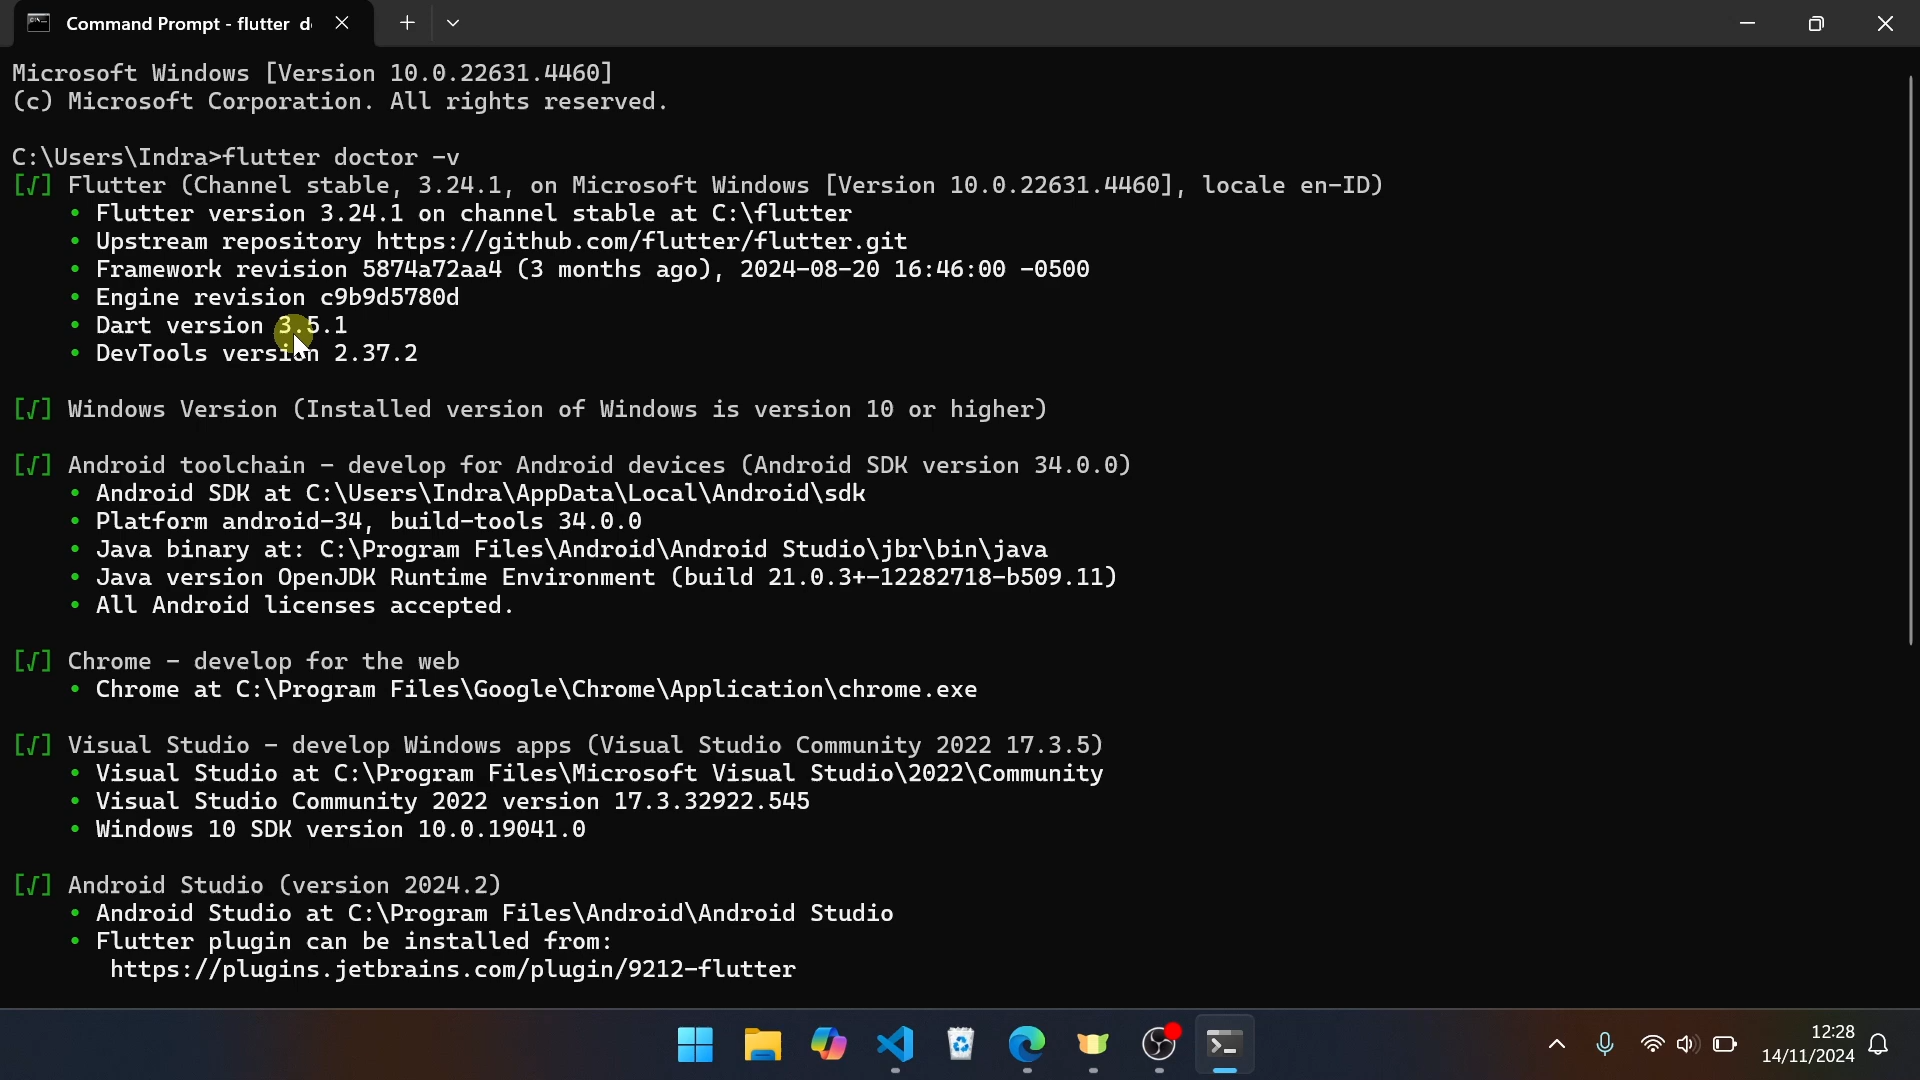 Command Prompt - flutter d
Microsoft Windows [Version 10.0.22631.4460]
(c) Microsoft Corporation. All rights reserved.
C:\Users\Indra>flutter doctor -v
[√] Flutter (Channel stable, 3.24.1, on Microsoft Windows [Version 10.0.22631.4460], locale en-ID)
• Flutter version 3.24.1 on channel stable at C:\flutter
• Upstream repository https://github.com/flutter/flutter.git
• Framework revision 5874a72aa4 (3 months ago), 2024-08-20 16:46:00 -0500
• Engine revision c9b9d5780d
• Dart version 3.5.1
• DevTools version 2.37.2
[√] Windows Version (Installed version of Windows is version 10 or higher)
[√] Android toolchain - develop for Android devices (Android SDK version 34.0.0)
• Android SDK at C:\Users\Indra\AppData\Local\Android\sdk
• Platform android-34, build-tools 34.0.0
• Java binary at: C:\Program Files\Android\Android Studio\jbr\bin\java
• Java version OpenJDK Runtime Environment (build 21.0.3+-12282718-b509.11)
• All Android licenses accepted.
[√] Chrome - develop for the web
• Chrome at C:\Program Files\Google\Chrome\Application\chrome.exe
[√] Visual Studio - develop Windows apps (Visual Studio Community 2022 17.3.5)
• Visual Studio at C:\Program Files\Microsoft Visual Studio\2022\Community
• Visual Studio Community 2022 version 17.3.32922.545
• Windows 10 SDK version 10.0.19041.0
[√] Android Studio (version 2024.2)
• Android Studio at C:\Program Files\Android\Android Studio
• Flutter plugin can be installed from:
https://plugins.jetbrains.com/plugin/9212-flutter
12:28
14/11/2024